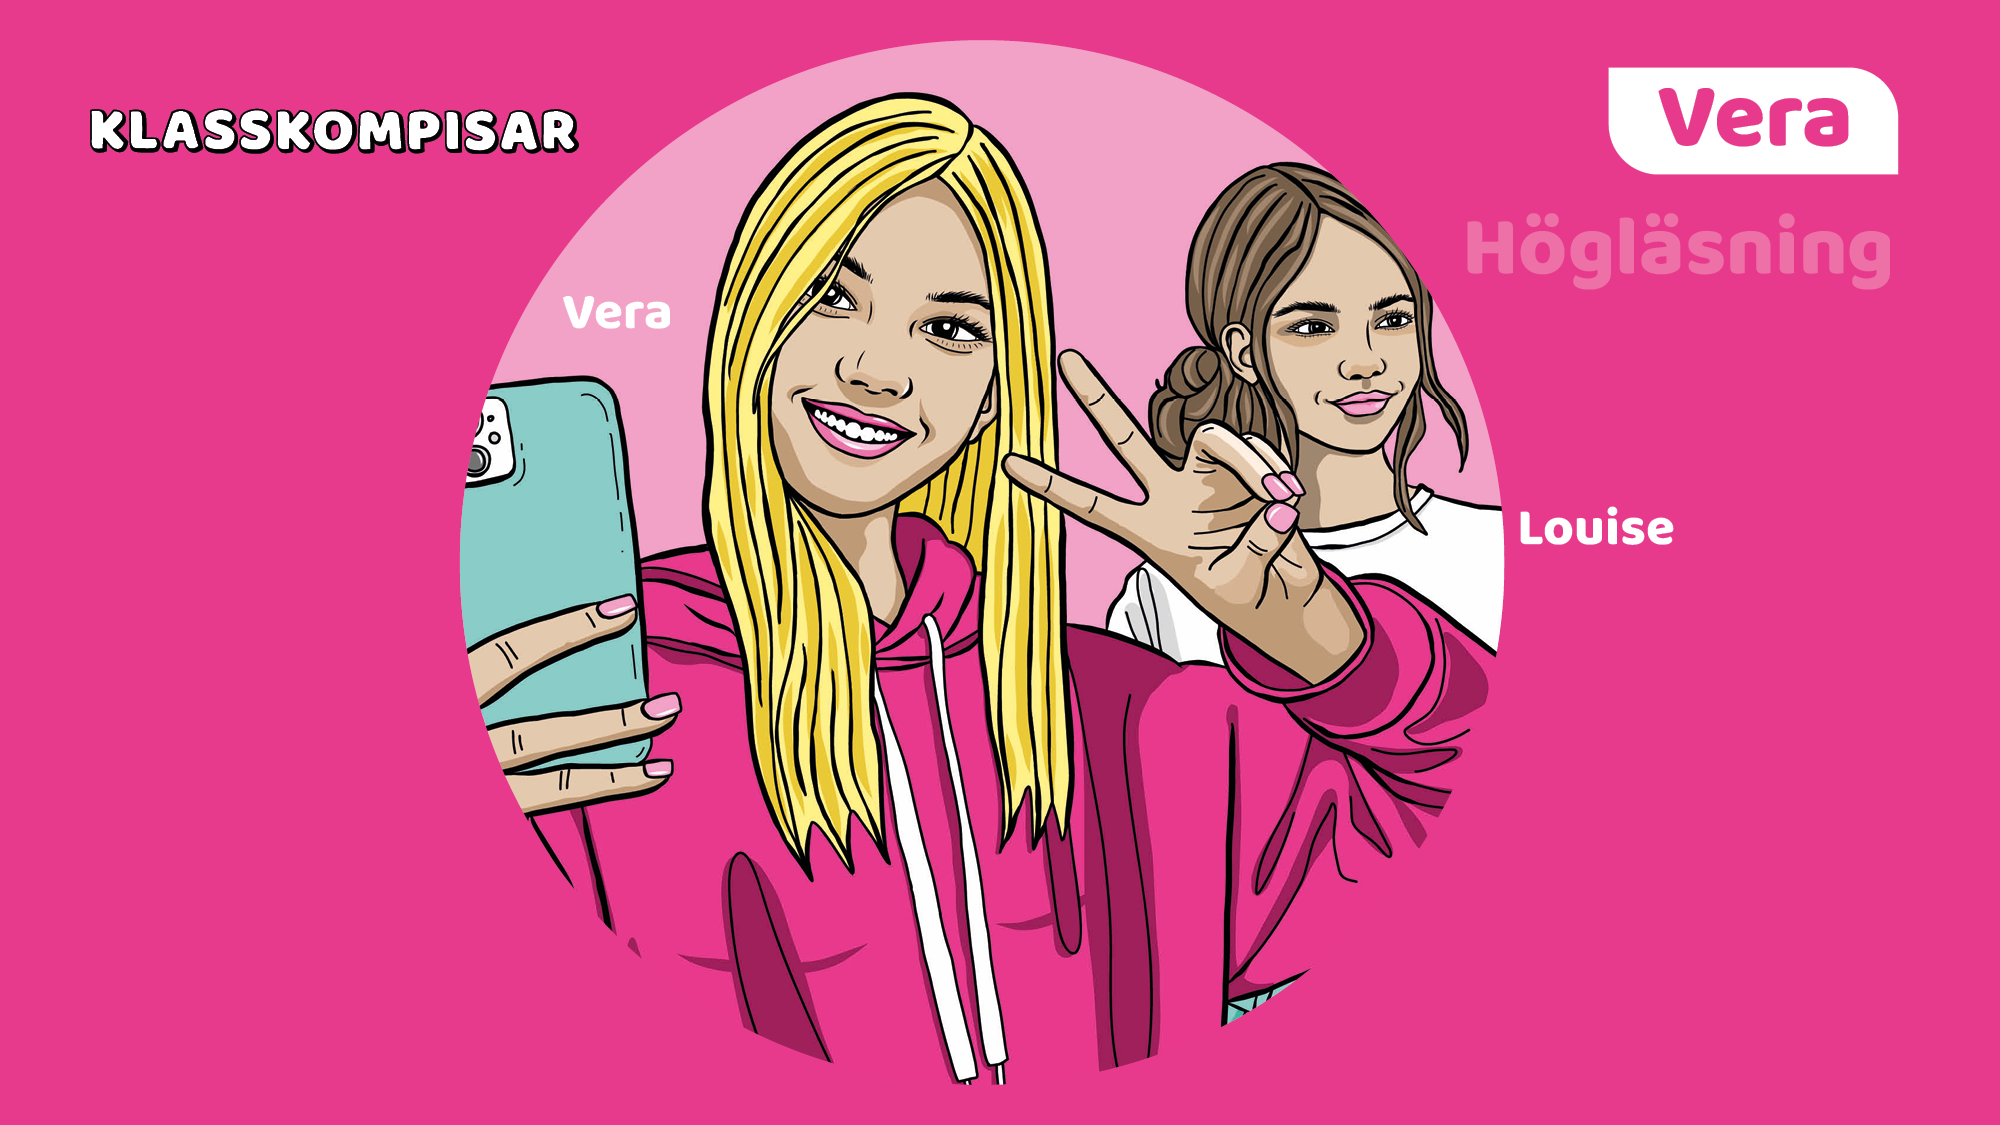 KLASSKOMPISAR
Vera
Högläsning
Vera
Louise